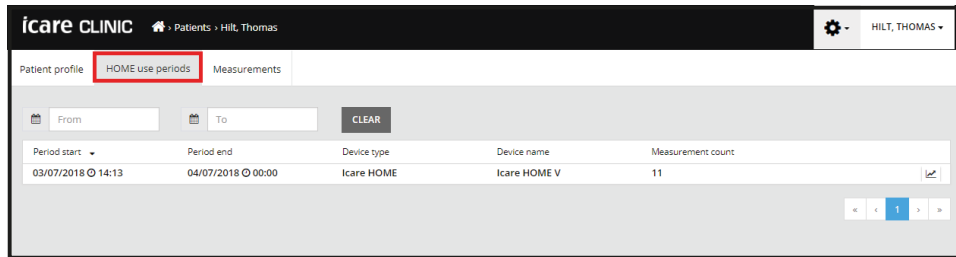 icare CLINIC › Patients › Hilt, Thomas HILT, THOMAS
Patient profile HOME use periods Measurements
From To CLEAR
Period start Period end Device type Device name Measurement count
03/07/2018 14:13 04/07/2018 00:00 Icare HOME Icare HOME V 11
« ‹ 1 › »